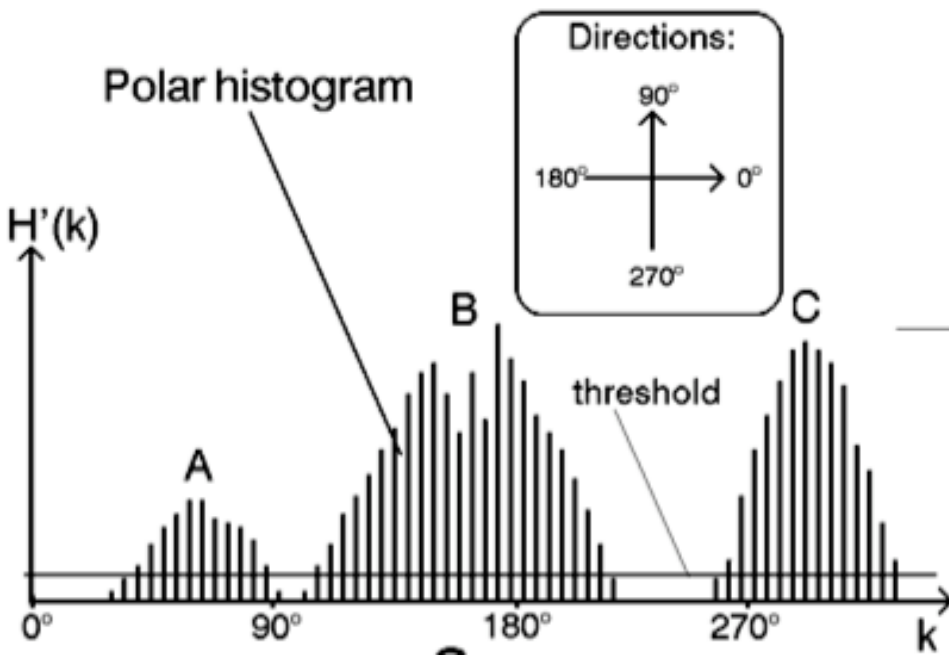 Directions:
90°
180°
0°
270°
Polar histogram
H'(k)
A
B
C
threshold
0°
90°
180°
270°
k